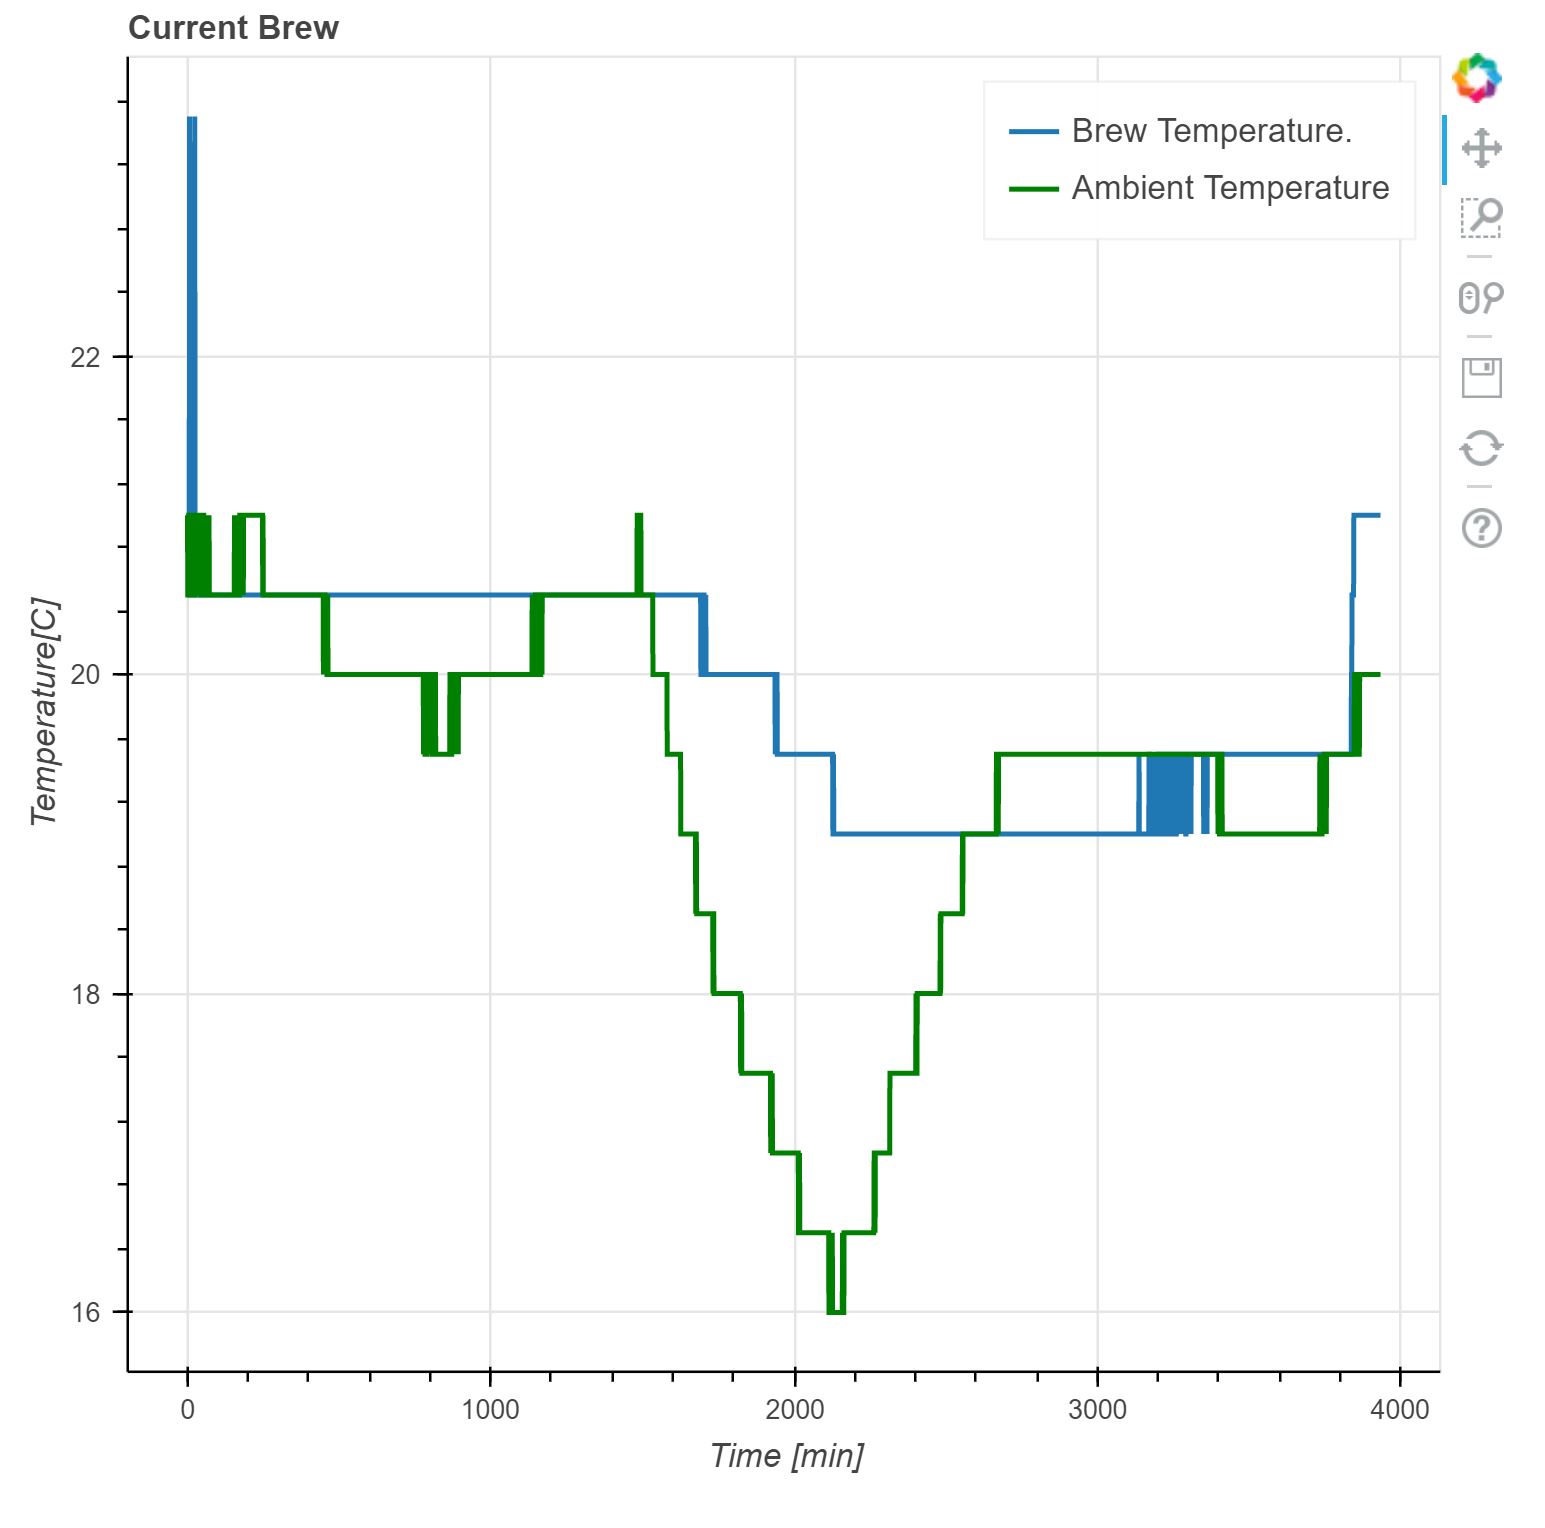 Current Brew
Brew Temperature.
Ambient Temperature
22
20
18
16
Temperature[C]
0 1000 2000 3000 4000
Time [min]
?